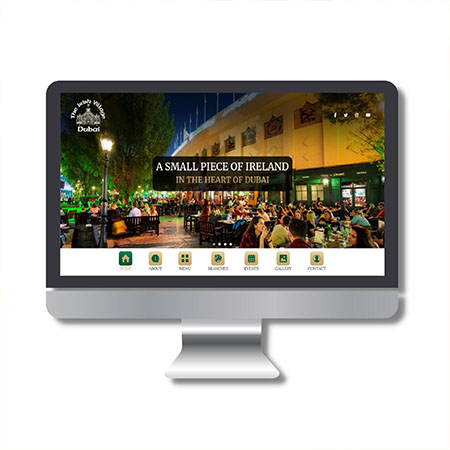 The Irish Village
Dubai
A SMALL PIECE OF IRELAND
IN THE HEART OF DUBAI
HOME
ABOUT
MENU
BRANCHES
EVENTS
GALLERY
CONTACT